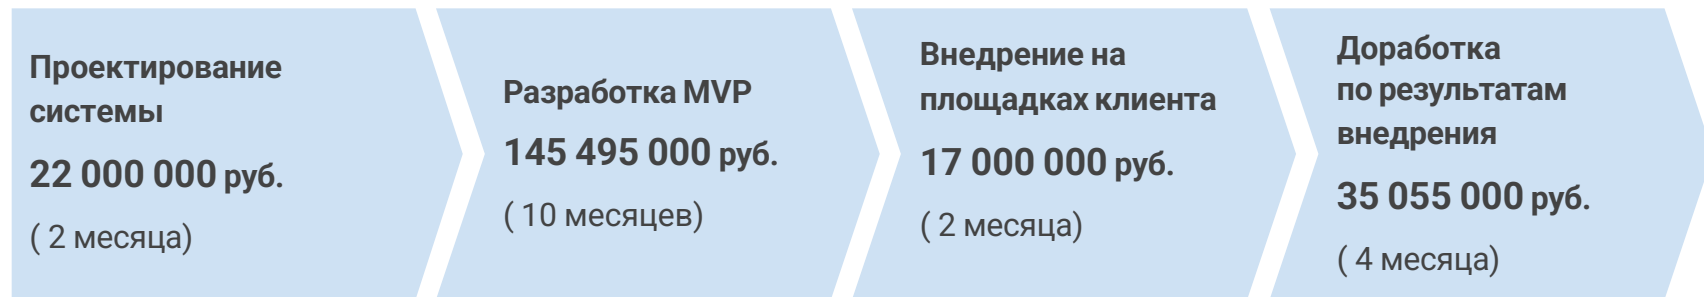 Проектирование
системы
22 000 000 руб.
( 2 месяца)
Разработка MVP
145 495 000 руб.
( 10 месяцев)
Внедрение на
площадках клиента
17 000 000 руб.
( 2 месяца)
Доработка
по результатам
внедрения
35 055 000 руб.
( 4 месяца)